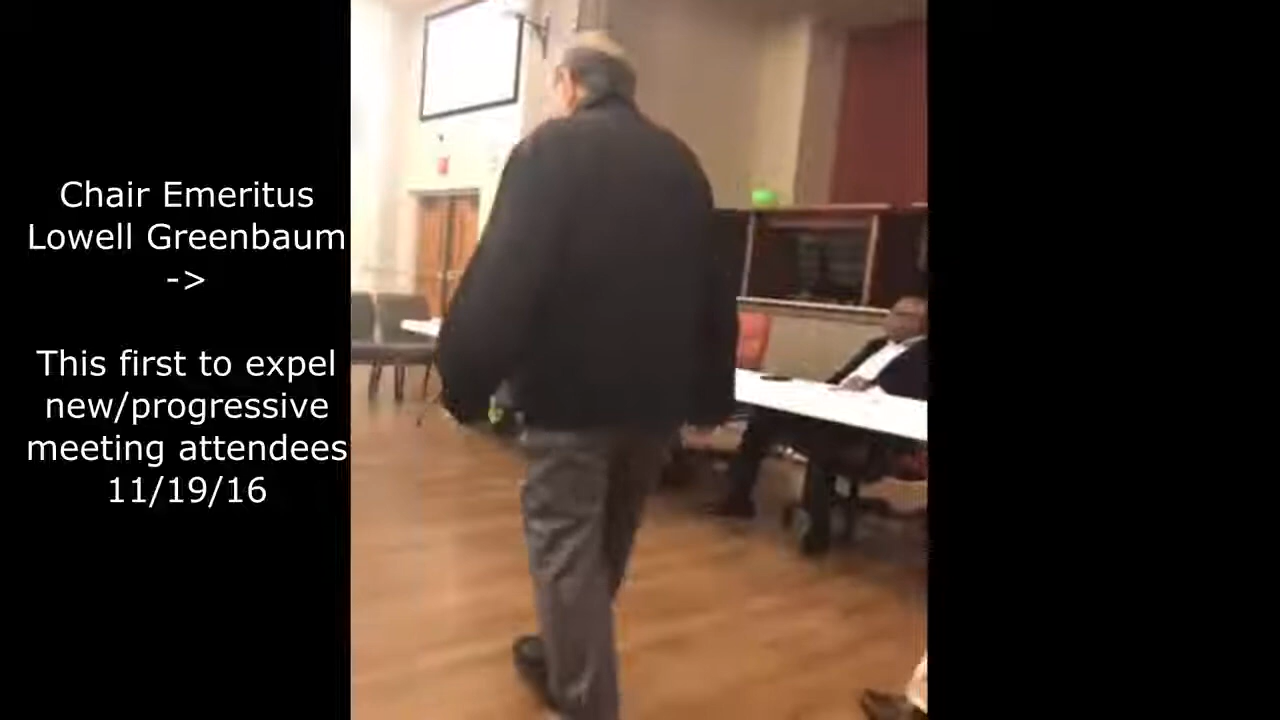 Chair Emeritus
Lowell Greenbaum
->
This first to expel
new/progressive
meeting attendees
11/19/16